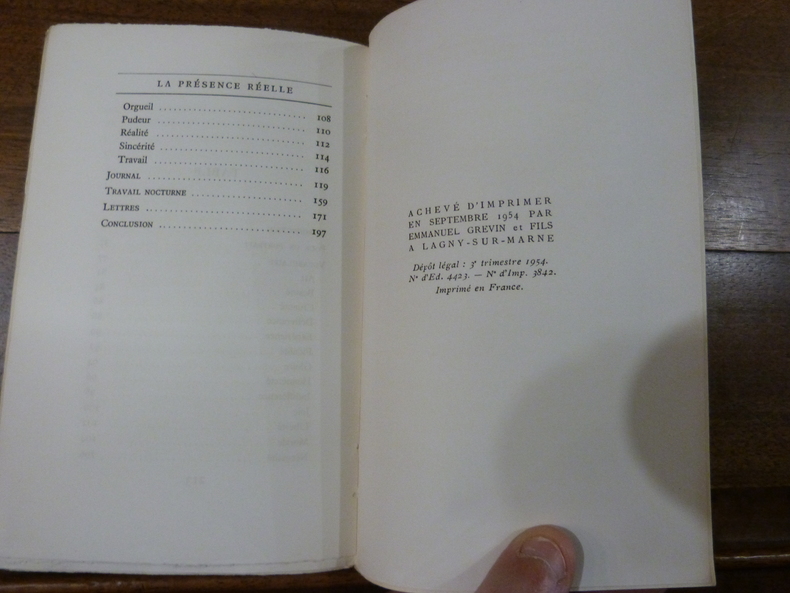 LA PRÉSENCE RÉELLE
Orgueil ........................ 108
Pudeur ........................ 110
Réalité ........................ 112
Sincérité ........................ 114
Travail ........................ 116
JOURNAL ........................ 119
TRAVAIL NOCTURNE ........................ 159
LETTRES ........................ 171
CONCLUSION ........................ 197
ACHEVÉ D'IMPRIMER
EN SEPTEMBRE 1954 PAR
EMMANUEL GREVIN et FILS
A LAGNY-SUR-MARNE
Dépôt légal : 3e trimestre 1954.
N° d'Ed. 4423. — N° d'Imp. 3842.
Imprimé en France.